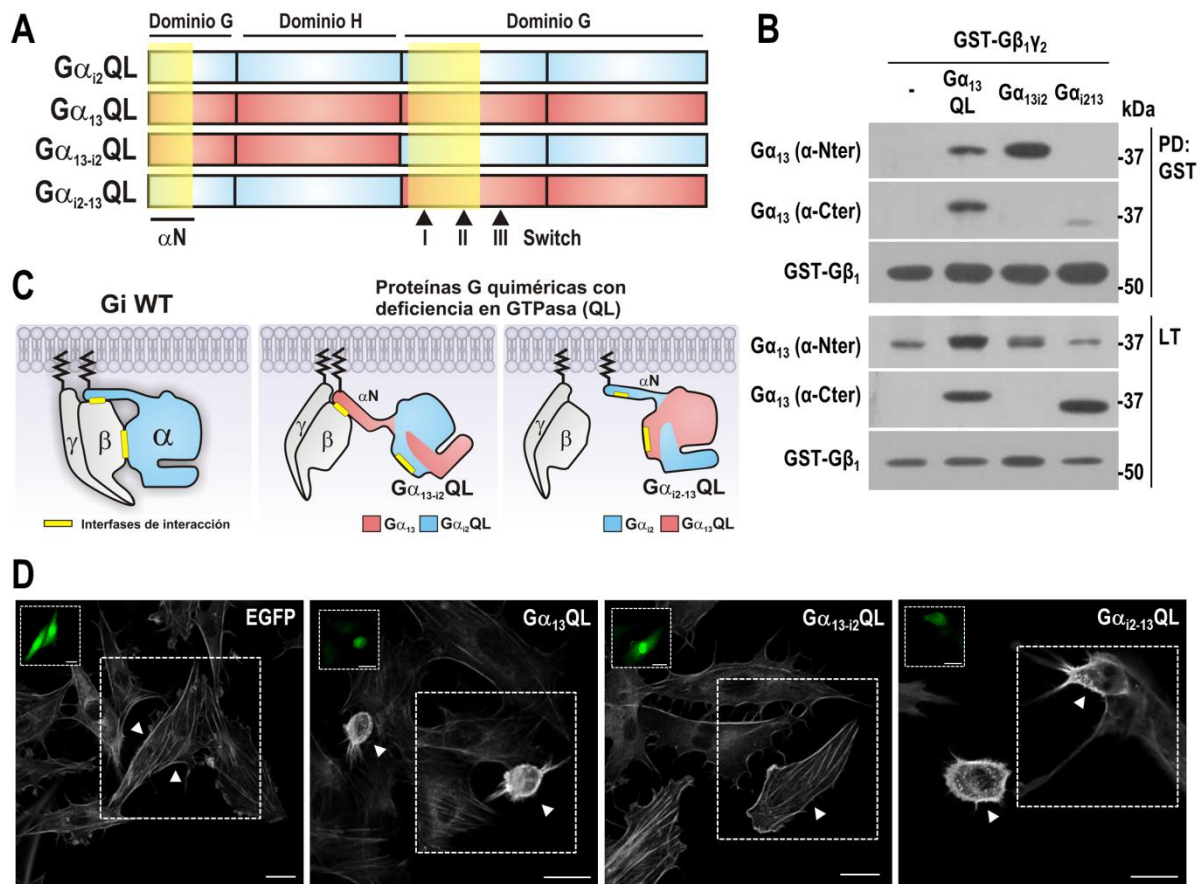 A
Dominio G Dominio H Dominio G
Gαi2QL
Gα13QL
Gα13-i2QL
Gαi2-13QL
αN
I II III Switch
B
GST-Gβ1γ2
- Gα13 QL Gα13i2 Gαi213
kDa
Gα13 (α-Nter) -37
Gα13 (α-Cter) -37
GST-Gβ1 -50
PD: GST
Gα13 (α-Nter) -37
Gα13 (α-Cter) -37
GST-Gβ1 -50
LT
C
Gi WT
Proteínas G quiméricas con
deficiencia en GTPasa (QL)
γ β α
Interfases de interacción
αN
γ β
Gα13-i2QL
Gα13 Gαi2QL
αN
γ β
Gαi2-13QL
Gαi2 Gα13QL
D
EGFP
Gα13QL
Gα13-i2QL
Gαi2-13QL